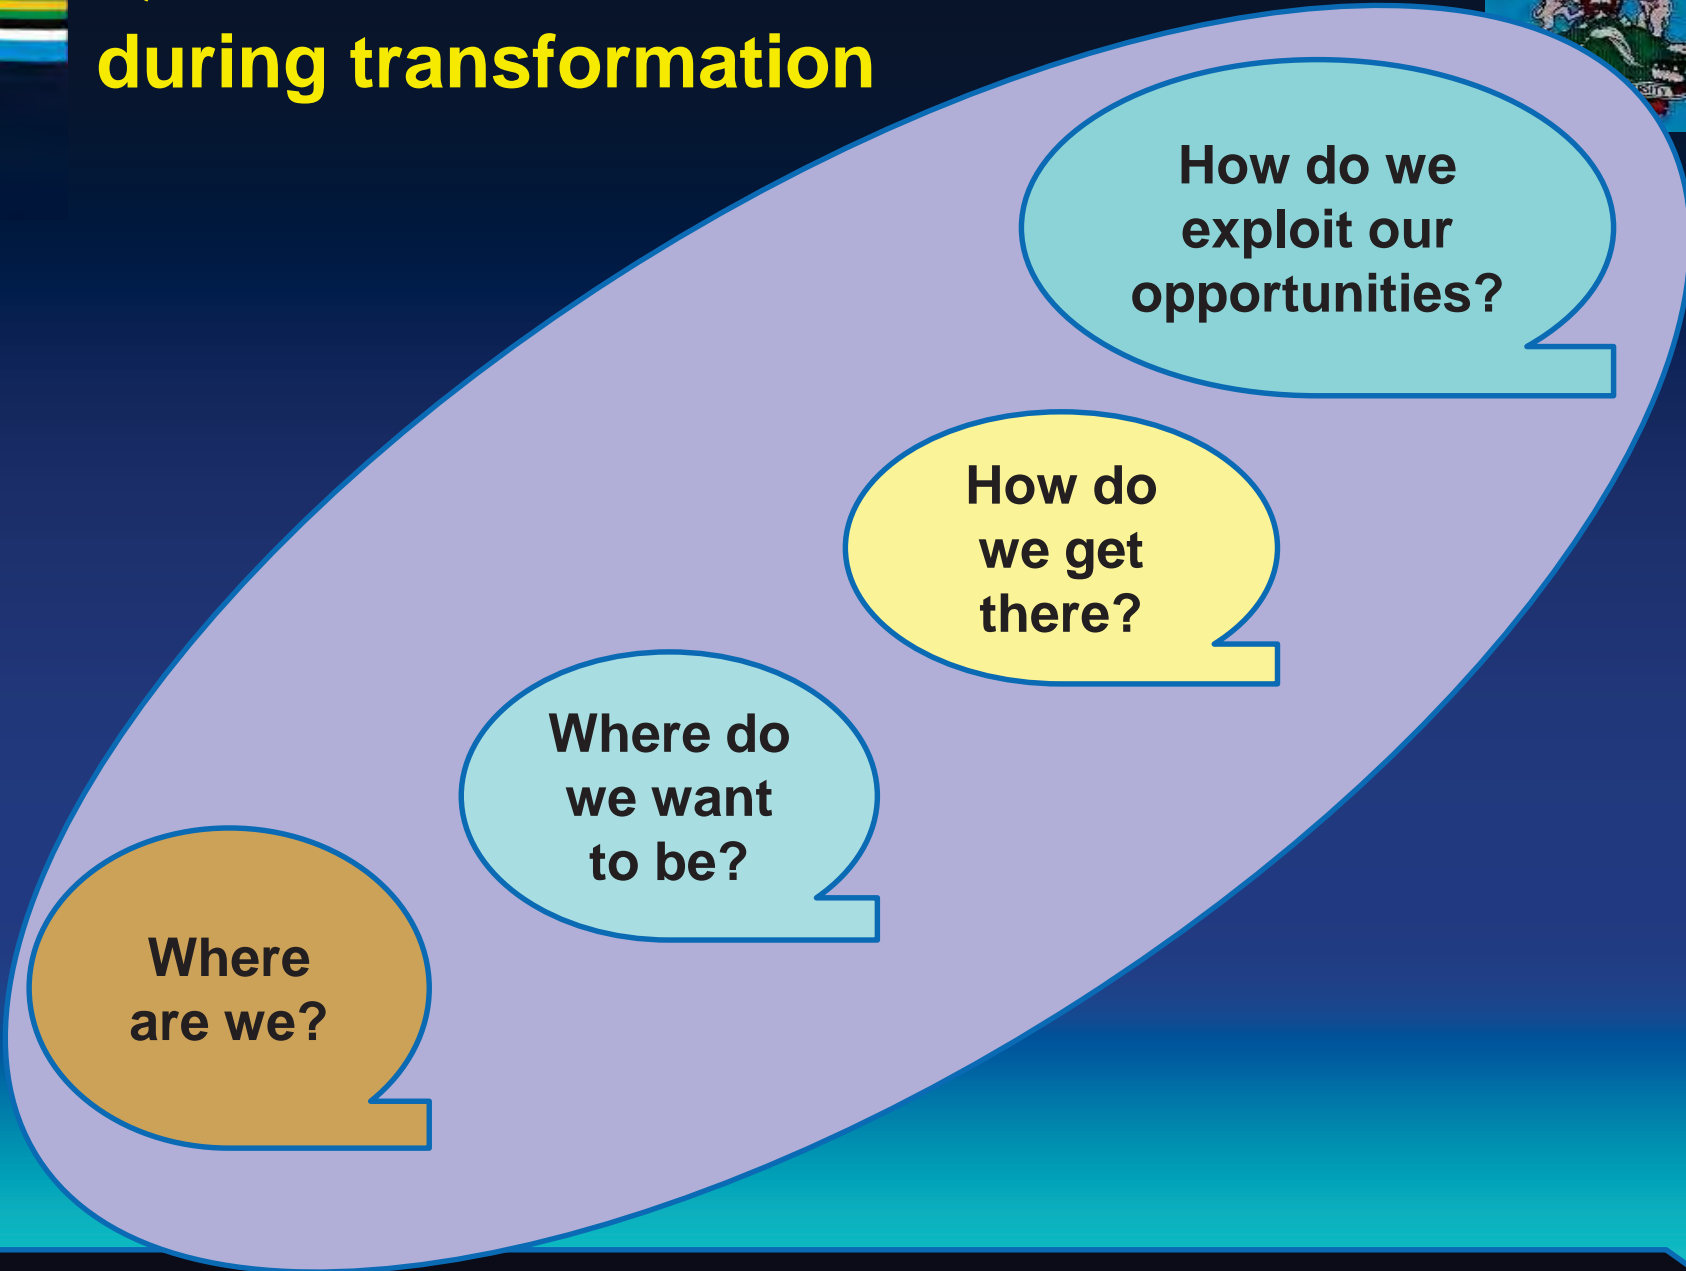 during transformation
How do we
exploit our
opportunities?
How do
we get
there?
Where do
we want
to be?
Where
are we?